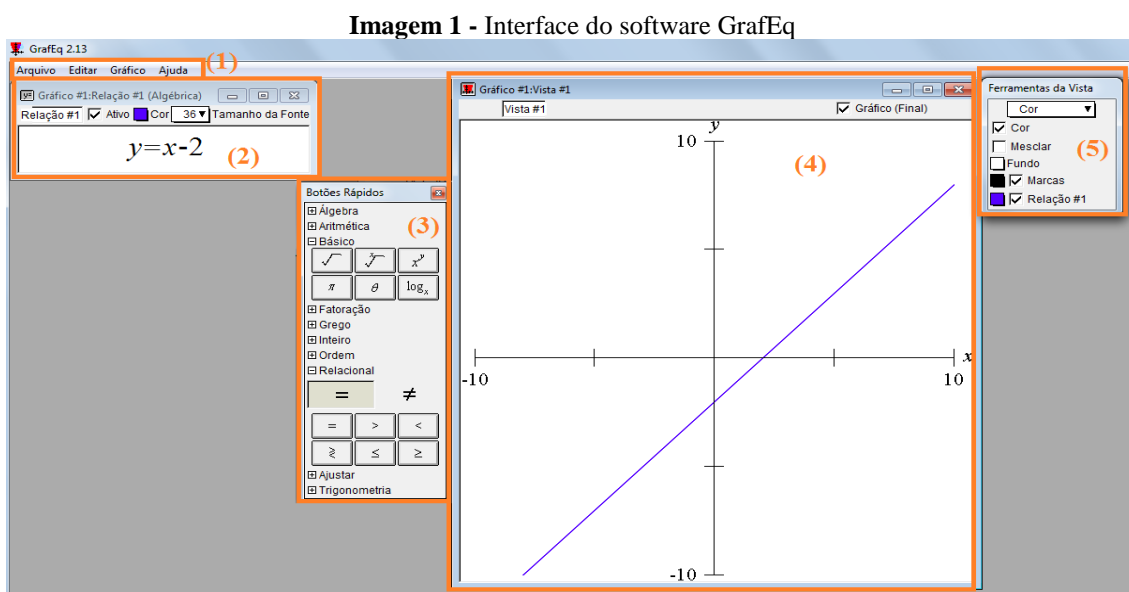 Imagem 1 - Interface do software GrafEq
GrafEq 2.13
Arquivo Editar Gráfico Ajuda (1)
Gráfico #1:Relação #1 (Algébrica)
Relação #1 Ativo Cor 36 Tamanho da Fonte
y=x-2 (2)
Botões Rápidos
Álgebra
Aritmética (3)
Básico
√ ˣ√ xʸ
π θ logₓ
Fatoração
Grego
Inteiro
Ordem
Relacional
= ≠
= > <
≷ ≤ ≥
Ajustar
Trigonometria
Gráfico #1:Vista #1
Vista #1 Gráfico (Final)
y
10
(4)
x
-10 10
-10
Ferramentas da Vista
Cor
Cor
Mesclar (5)
Fundo
Marcas
Relação #1